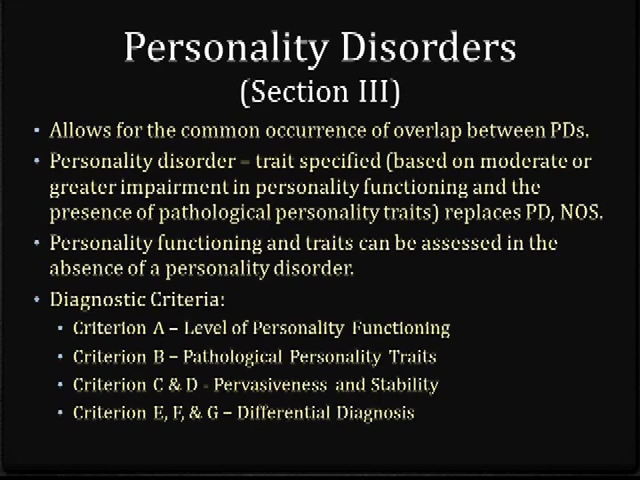 Personality Disorders
(Section III)
• Allows for the common occurrence of overlap between PDs.
• Personality disorder – trait specified (based on moderate or
greater impairment in personality functioning and the
presence of pathological personality traits) replaces PD, NOS.
• Personality functioning and traits can be assessed in the
absence of a personality disorder.
• Diagnostic Criteria:
• Criterion A – Level of Personality Functioning
• Criterion B – Pathological Personality Traits
• Criterion C & D - Pervasiveness and Stability
• Criterion E, F, & G – Differential Diagnosis